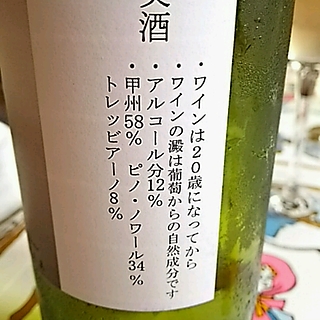 美酒
・ワインは20歳になってから
・ワインの澱は葡萄からの自然成分です
・アルコール分12%
・甲州58%　ピノ・ノワール34%
トレッビアーノ8%